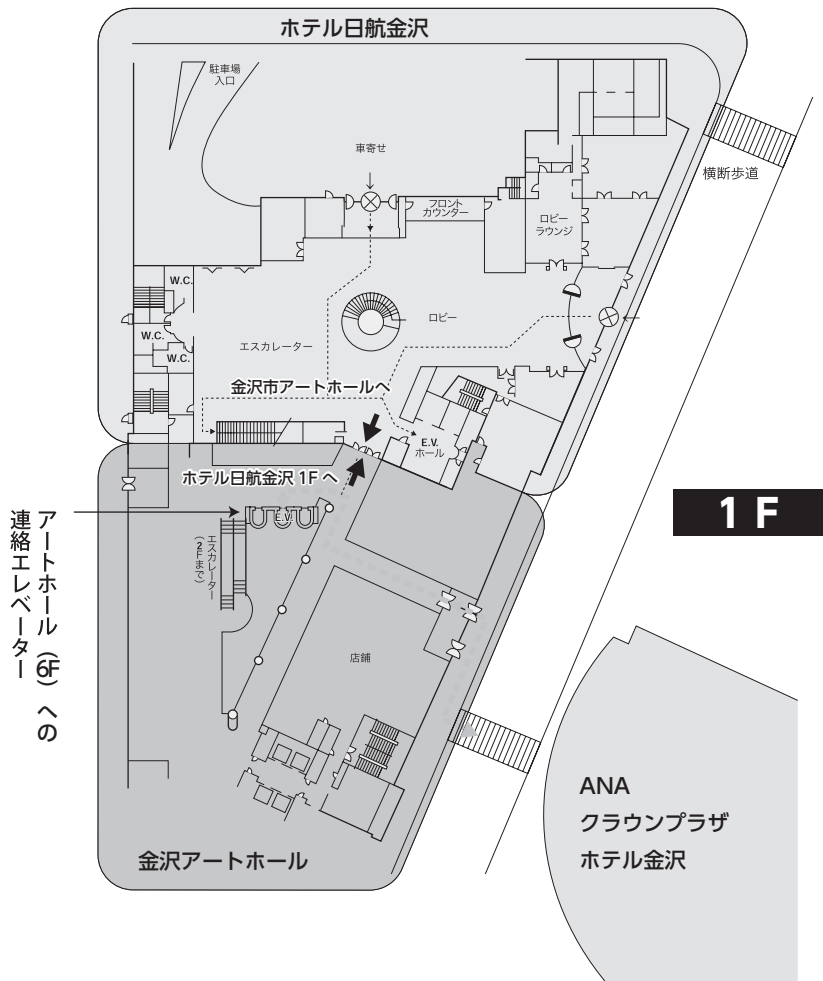 ホテル日航金沢
駐車場
入口
車寄せ
横断歩道
フロント
カウンター
ロビー
ラウンジ
W.C.
ロビー
W.C.
エスカレーター
W.C.
金沢市アートホールへ
E.V.
ホール
ホテル日航金沢 1F へ
1 F
E.V.
エスカレーター
(2Fまで)
アートホール(6F)への
連絡エレベーター
店舗
ANA
クラウンプラザ
ホテル金沢
金沢アートホール